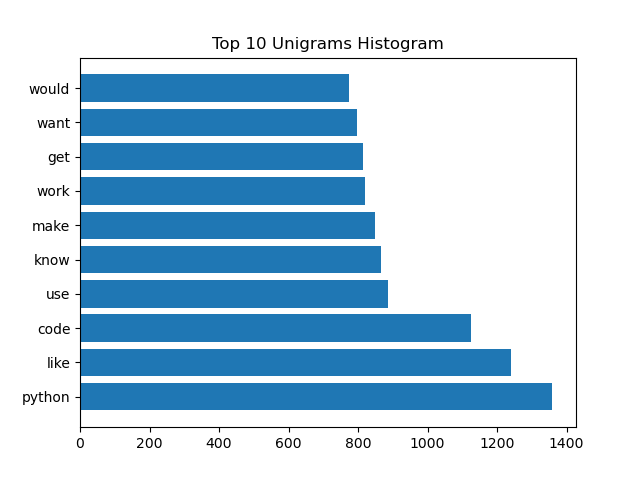 Top 10 Unigrams Histogram
would
want
get
work
make
know
use
code
like
python
0 200 400 600 800 1000 1200 1400